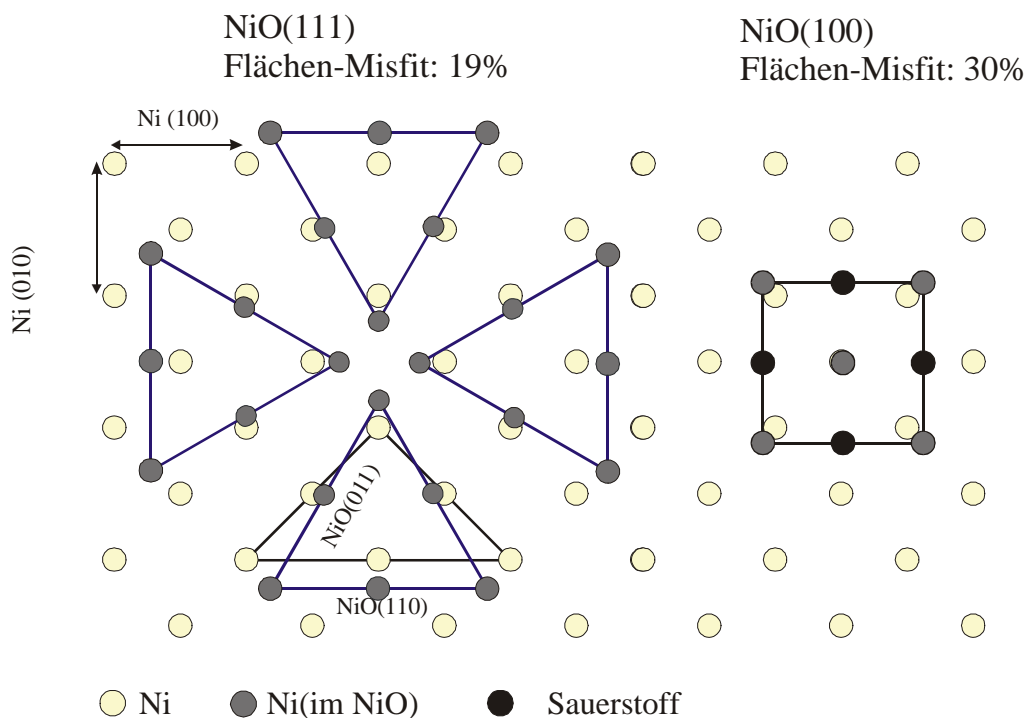 NiO(111)
Flächen-Misfit: 19%
NiO(100)
Flächen-Misfit: 30%
Ni (100)
Ni (010)
NiO(011)
NiO(110)
Ni
Ni(im NiO)
Sauerstoff